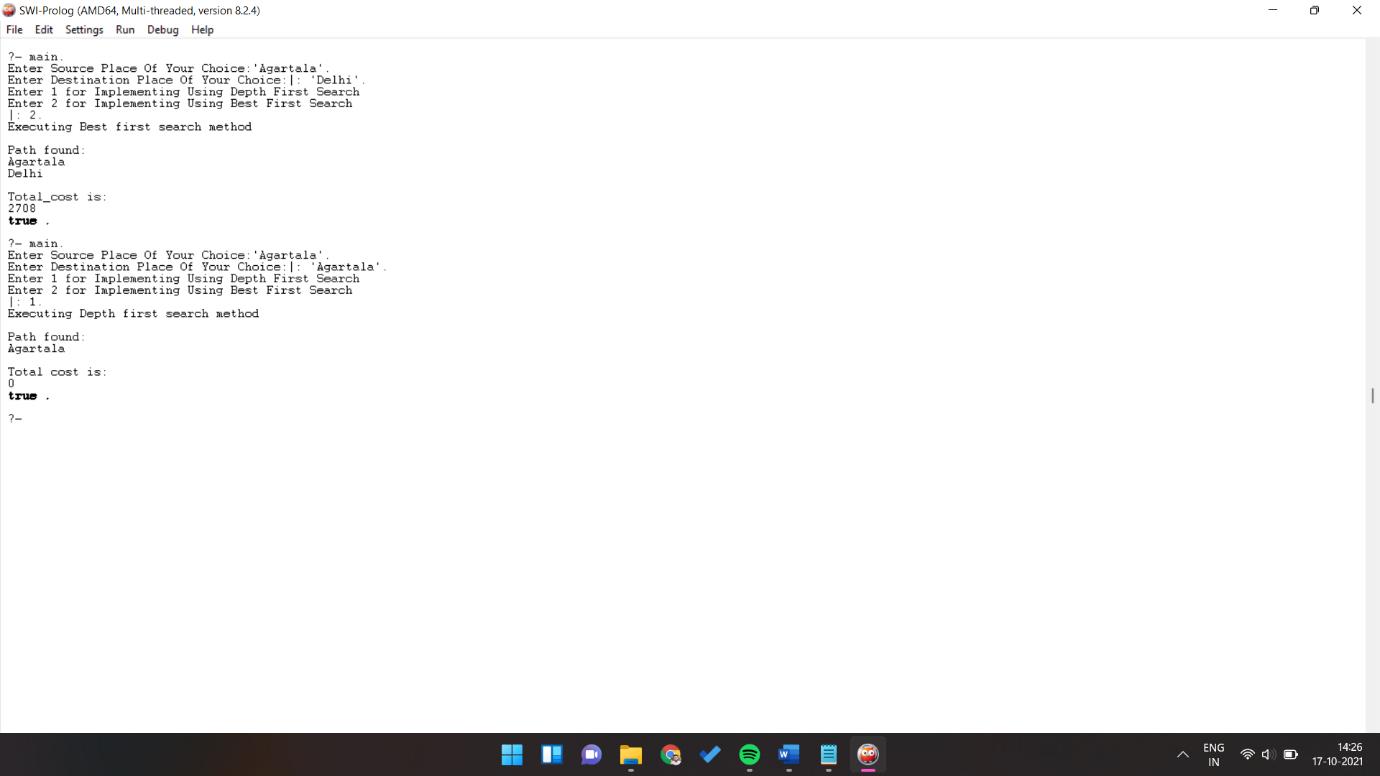 SWI-Prolog (AMD64, Multi-threaded, version 8.2.4)
File Edit Settings Run Debug Help
?- main.
Enter Source Place Of Your Choice:'Agartala'.
Enter Destination Place Of Your Choice:|: 'Delhi'.
Enter 1 for Implementing Using Depth First Search
Enter 2 for Implementing Using Best First Search
|: 2.
Executing Best first search method
Path found:
Agartala
Delhi
Total_cost is:
2708
true .
?- main.
Enter Source Place Of Your Choice:'Agartala'.
Enter Destination Place Of Your Choice:|: 'Agartala'.
Enter 1 for Implementing Using Depth First Search
Enter 2 for Implementing Using Best First Search
|: 1.
Executing Depth first search method
Path found:
Agartala
Total cost is:
0
true .
?-
ENG
IN
14:26
17-10-2021